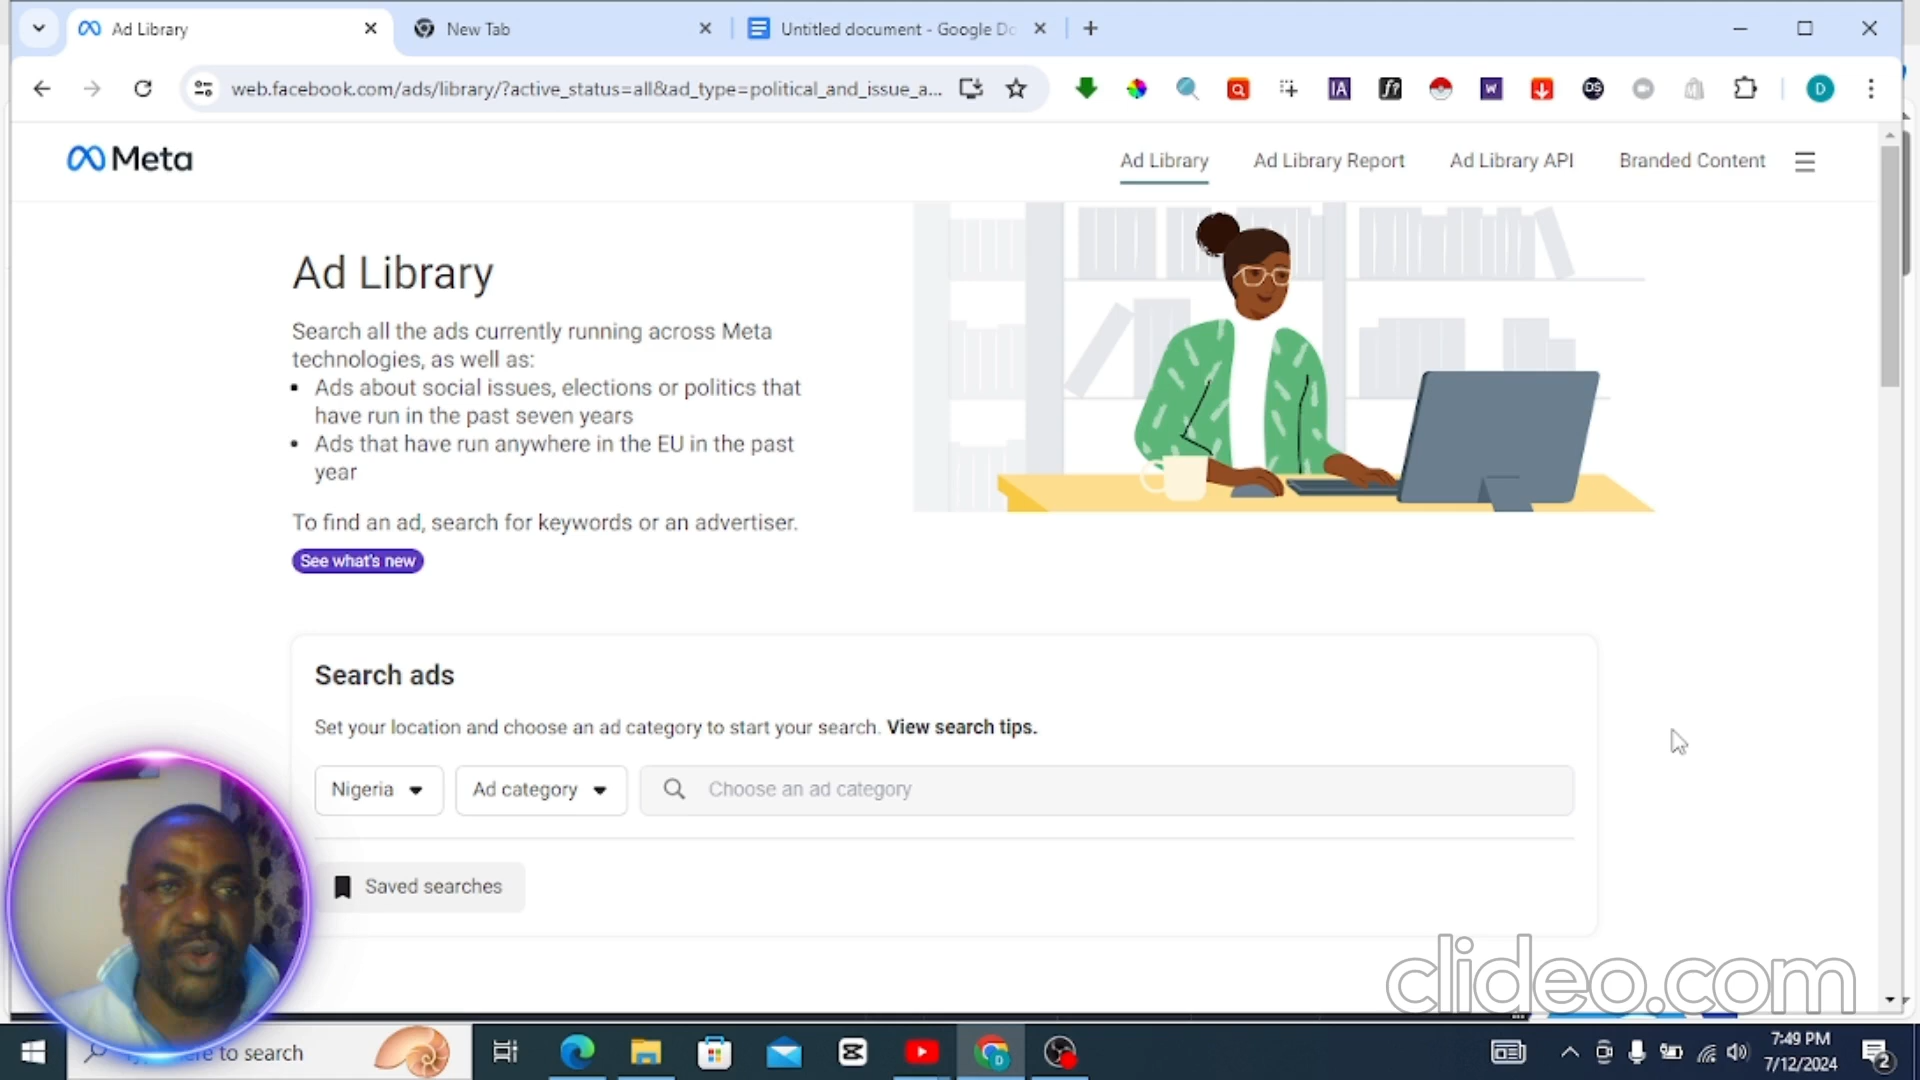 Ad Library
New Tab
Untitled document - Google Do
web.facebook.com/ads/library/?active_status=all&ad_type=political_and_issue_a...
IA
f?
W
DS
D
Meta
Ad Library
Ad Library Report
Ad Library API
Branded Content
Ad Library
Search all the ads currently running across Meta
technologies, as well as:
Ads about social issues, elections or politics that
have run in the past seven years
Ads that have run anywhere in the EU in the past
year
To find an ad, search for keywords or an advertiser.
See what's new
Search ads
Set your location and choose an ad category to start your search. View search tips.
Nigeria
Ad category
Choose an ad category
Saved searches
clideo.com
here to search
D
7:49 PM
7/12/2024
2